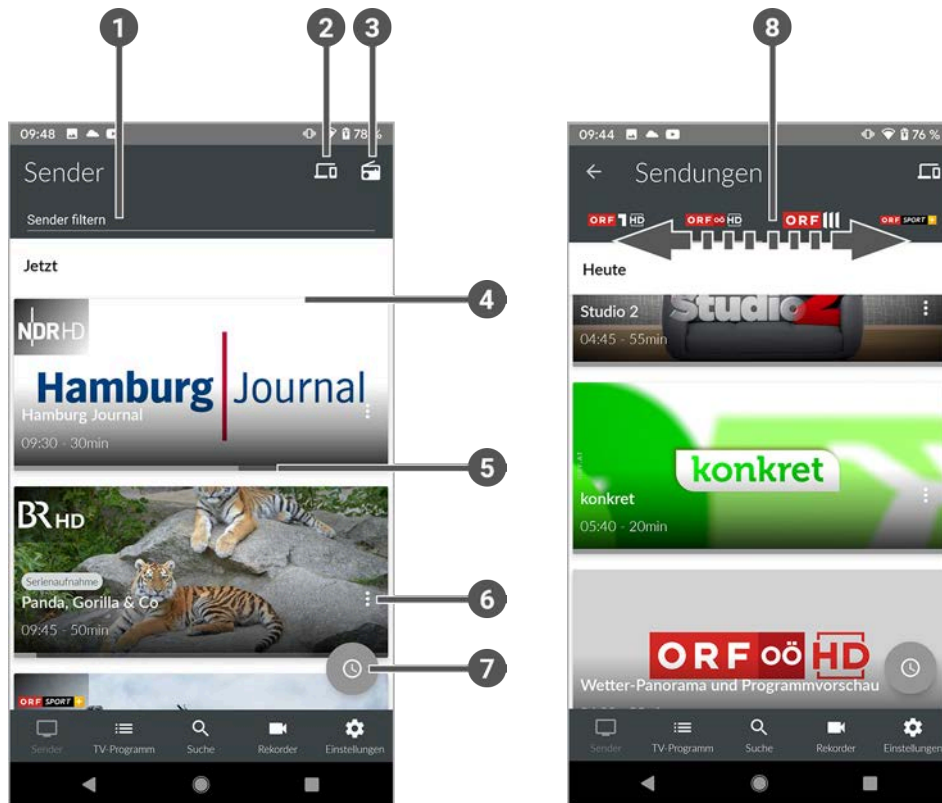 1
2
3
8
09:48
78 %
Sender
Sender filtern
Jetzt
4
NDR HD
Hamburg Journal
Hamburg Journal
09:30 - 30min
5
BR HD
Serienaufnahme
Panda, Gorilla & Co
6
09:45 - 50min
7
ORF SPORT +
Sender
TV-Programm
Suche
Rekorder
Einstellungen
09:44
76 %
Sendungen
ORF 1 HD
ORF oö HD
ORF III
ORF SPORT +
Heute
Studio 2
Studio 2
04:45 - 55min
konkret
konkret
05:40 - 20min
ORF oö HD
Wetter-Panorama und Programmvorschau
Sender
TV-Programm
Suche
Rekorder
Einstellungen